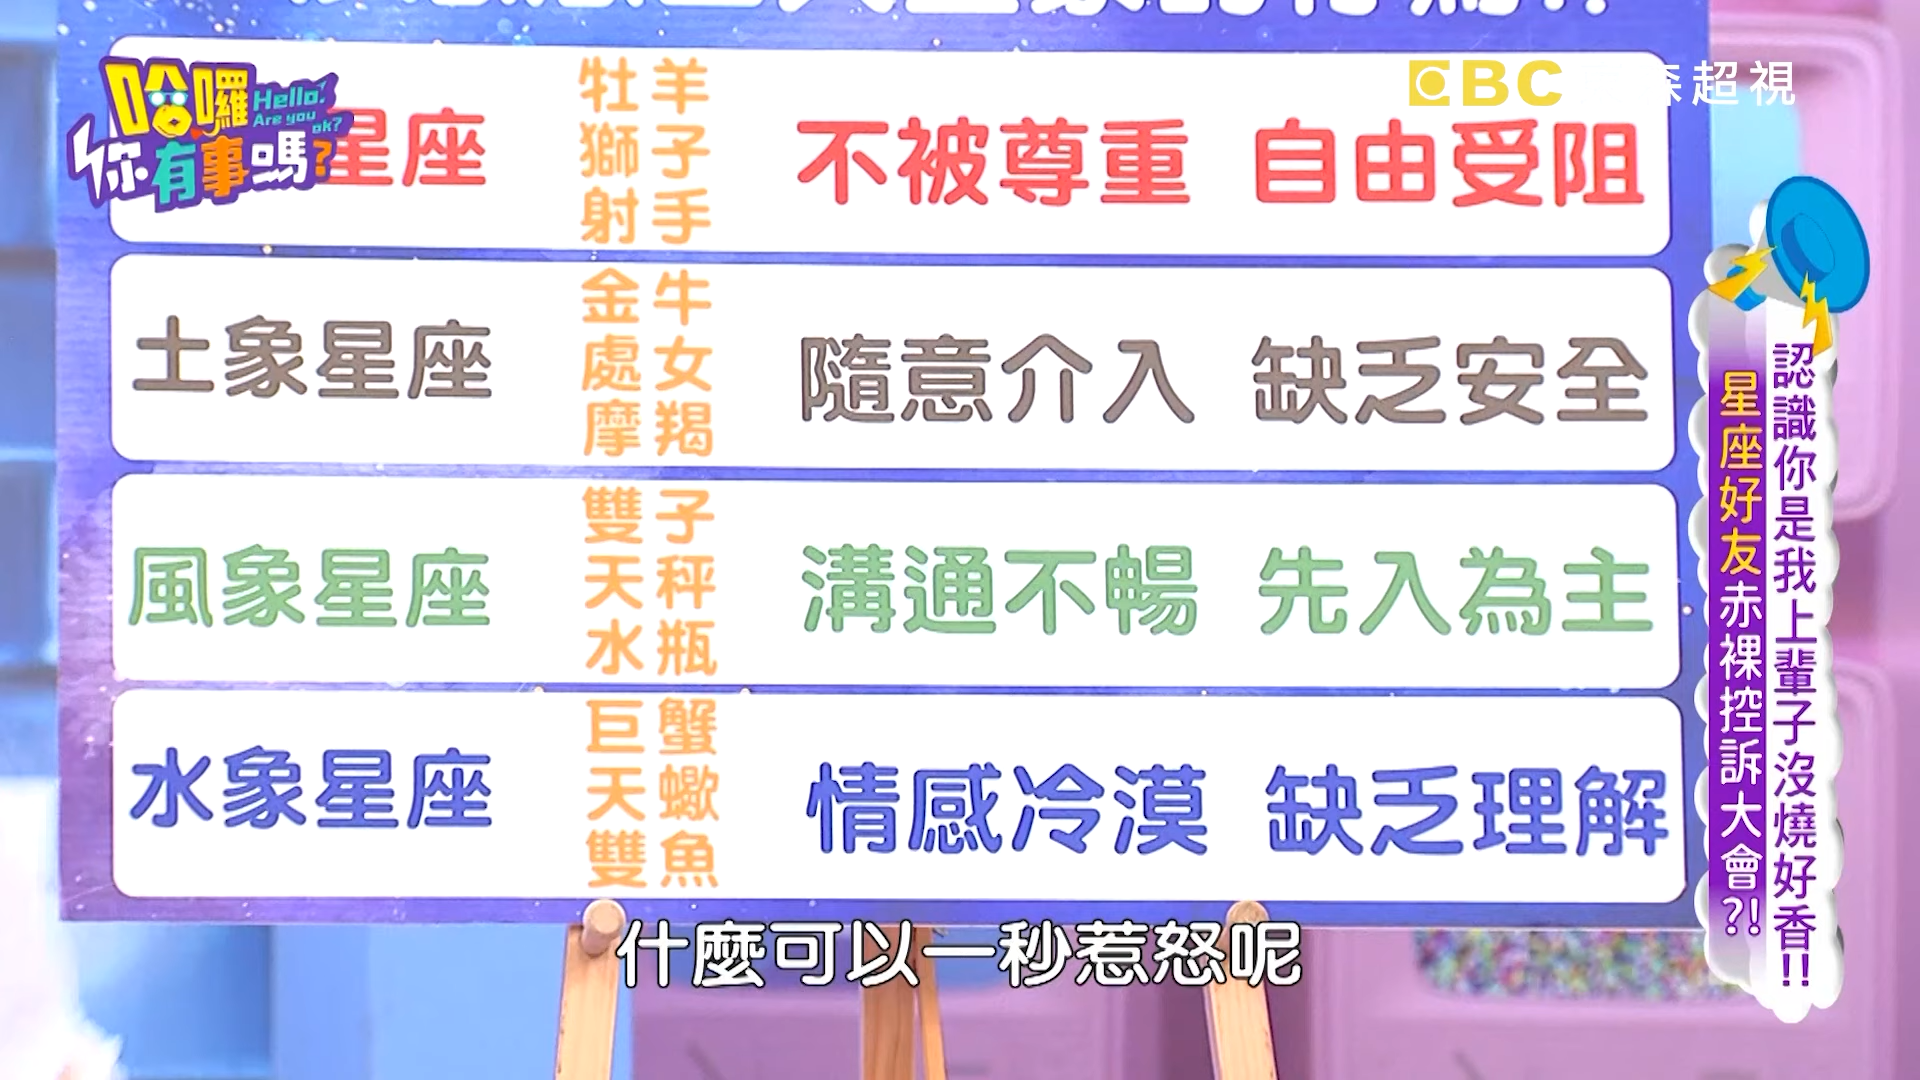 哈囉
Hello!
Are you ok?
你有事嗎?
EBC 森超視
星座
牡羊
獅子
射手
不被尊重 自由受阻
土象星座
金牛
處女
摩羯
隨意介入 缺乏安全
風象星座
雙子
天秤
水瓶
溝通不暢 先入為主
水象星座
巨蟹
天蠍
雙魚
情感冷漠 缺乏理解
認識你是我上輩子沒燒好香!!
星座好友赤裸控訴大會?!
什麼可以一秒惹怒呢